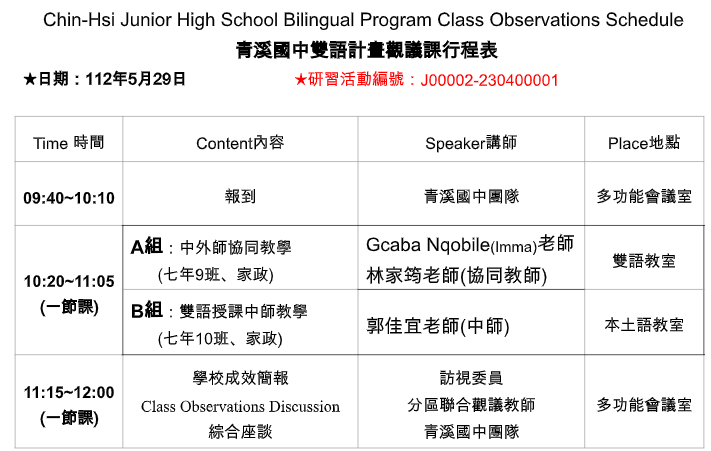 Chin-Hsi Junior High School Bilingual Program Class Observations Schedule
青溪國中雙語計畫觀議課行程表
★日期：112年5月29日 ★研習活動編號：J00002-230400001
Time 時間 Content內容 Speaker講師 Place地點
09:40~10:10 報到 青溪國中團隊 多功能會議室
10:20~11:05
(一節課)
A組：中外師協同教學
(七年9班、家政)
Gcaba Nqobile(Imma)老師
林家筠老師(協同教師)
雙語教室
B組：雙語授課中師教學
(七年10班、家政)
郭佳宜老師(中師)
本土語教室
11:15~12:00
(一節課)
學校成效簡報
Class Observations Discussion
綜合座談
訪視委員
分區聯合觀議教師
青溪國中團隊
多功能會議室